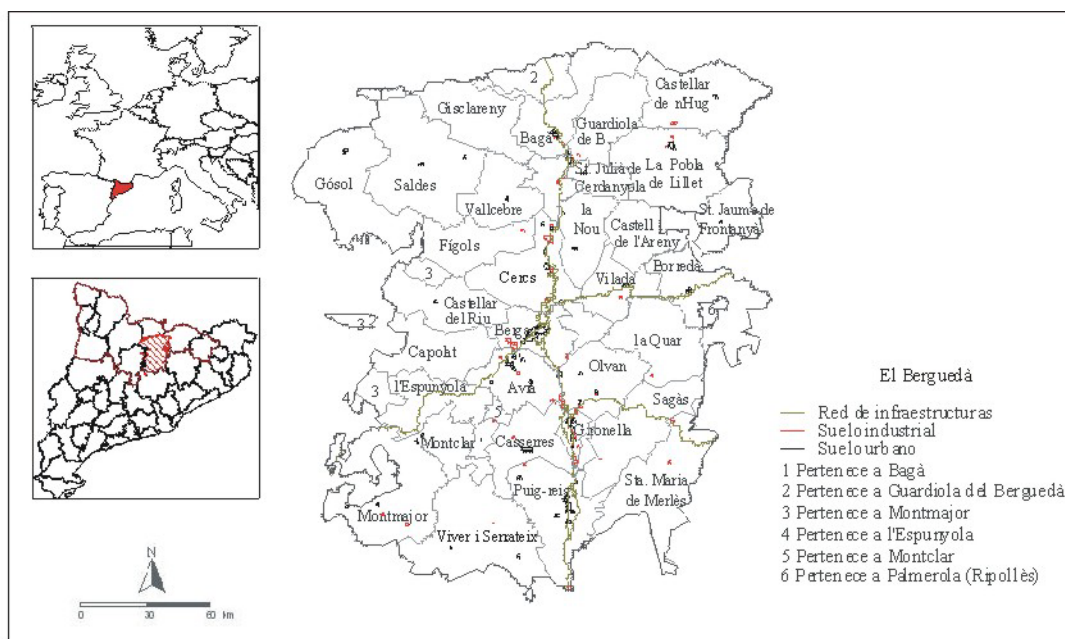 2
Castellar
de nHug
Gisclareny
Guardiola
de B
Bagà
St. Julià de
Cerdanyola
La Pobla
de Lillet
Gósol
Saldes
Vallcebre
la
Nou
Castell
de l'Areny
St. Jaume de
Frontanyà
Fígols
Borredà
3
Cercs
Vilada
Castellar
del Riu
6
3
Berga
la Quar
Capolat
Olvan
l'Espunyola
Avià
4
3
Sagàs
5
Gironella
Montclar
Casserres
Puig-reig
Sta. Maria
de Merlès
Montmajor
Viver i Serrateix
El Berguedà
Red de infraestructuras
Suelo industrial
Suelo urbano
1 Pertenece a Bagà
2 Pertenece a Guardiola del Berguedà
3 Pertenece a Montmajor
4 Pertenece a l'Espunyola
5 Pertenece a Montclar
6 Pertenece a Palmerola (Ripollès)
N
0 30 60 km